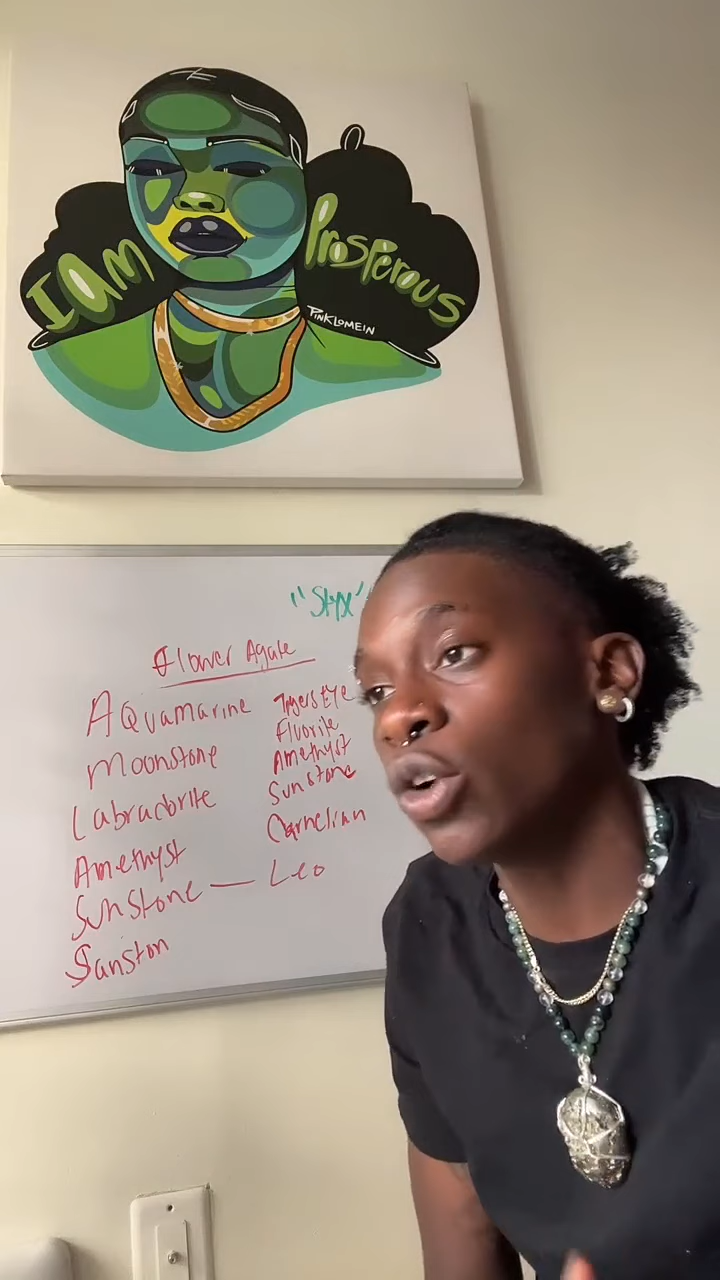 I AM
Prosperous
PINKLOMEIN
"Styx"
Flower Agate
Aquamarine
Moonstone
Labradorite
Amethyst
Sunstone — Leo
Sanston
Tigers Eye
Fluorite
Amethyst
Sunstone
Carnelian